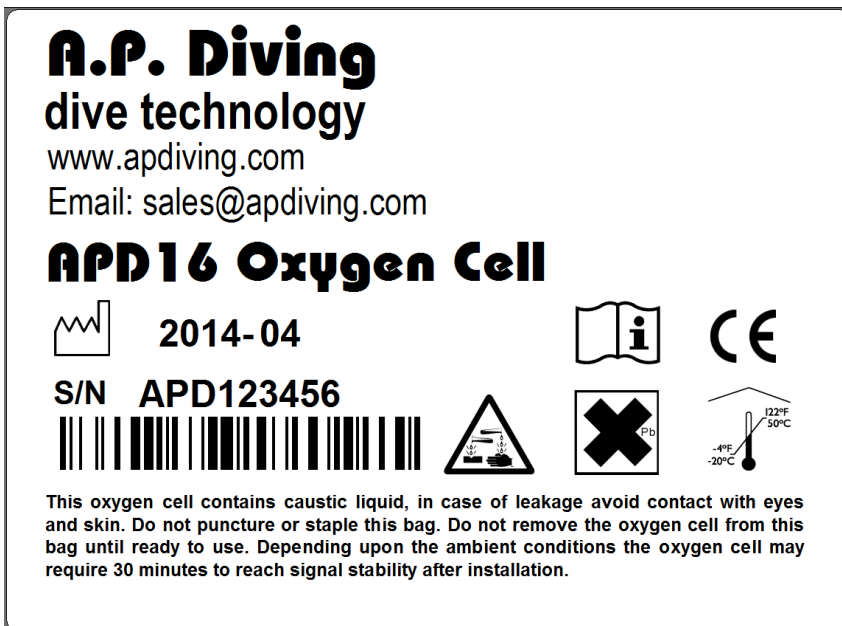 A.P. Diving
dive technology
www.apdiving.com
Email: sales@apdiving.com
APD16 Oxygen Cell
2014-04
i
CE
S/N APD123456
Pb
122ºF
50ºC
-4ºF
-20ºC
This oxygen cell contains caustic liquid, in case of leakage avoid contact with eyes
and skin. Do not puncture or staple this bag. Do not remove the oxygen cell from this
bag until ready to use. Depending upon the ambient conditions the oxygen cell may
require 30 minutes to reach signal stability after installation.